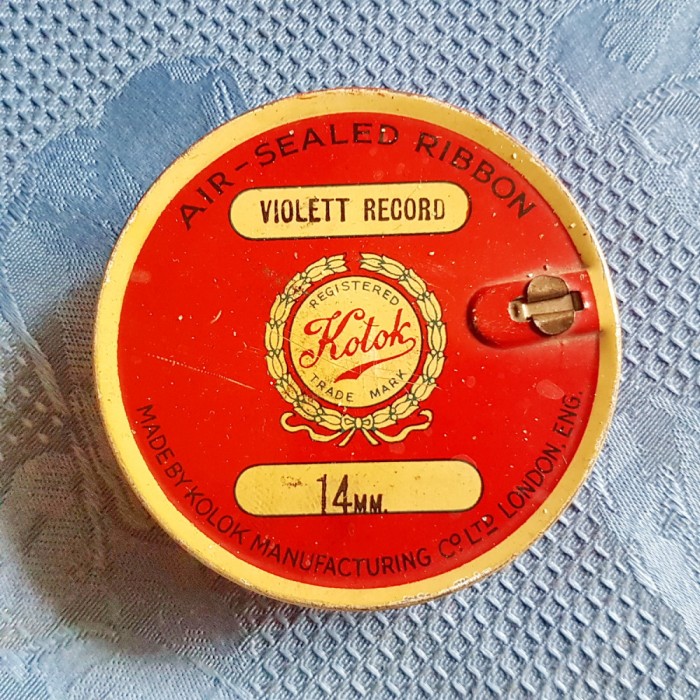 AIR-SEALED RIBBON
VIOLETT RECORD
REGISTERED
Kolok
TRADE MARK
14MM.
MADE BY KOLOK MANUFACTURING CO LTD LONDON. ENG.